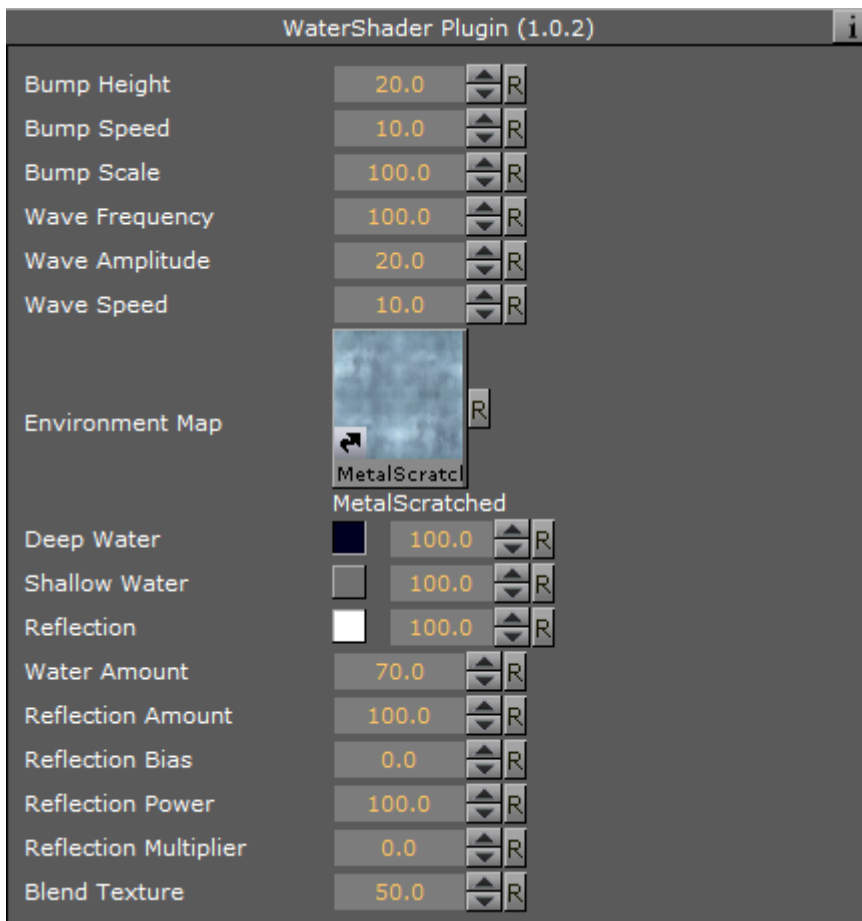 WaterShader Plugin (1.0.2) i
Bump Height 20.0 R
Bump Speed 10.0 R
Bump Scale 100.0 R
Wave Frequency 100.0 R
Wave Amplitude 20.0 R
Wave Speed 10.0 R
Environment Map R
MetalScratcl
MetalScratched
Deep Water 100.0 R
Shallow Water 100.0 R
Reflection 100.0 R
Water Amount 70.0 R
Reflection Amount 100.0 R
Reflection Bias 0.0 R
Reflection Power 100.0 R
Reflection Multiplier 0.0 R
Blend Texture 50.0 R